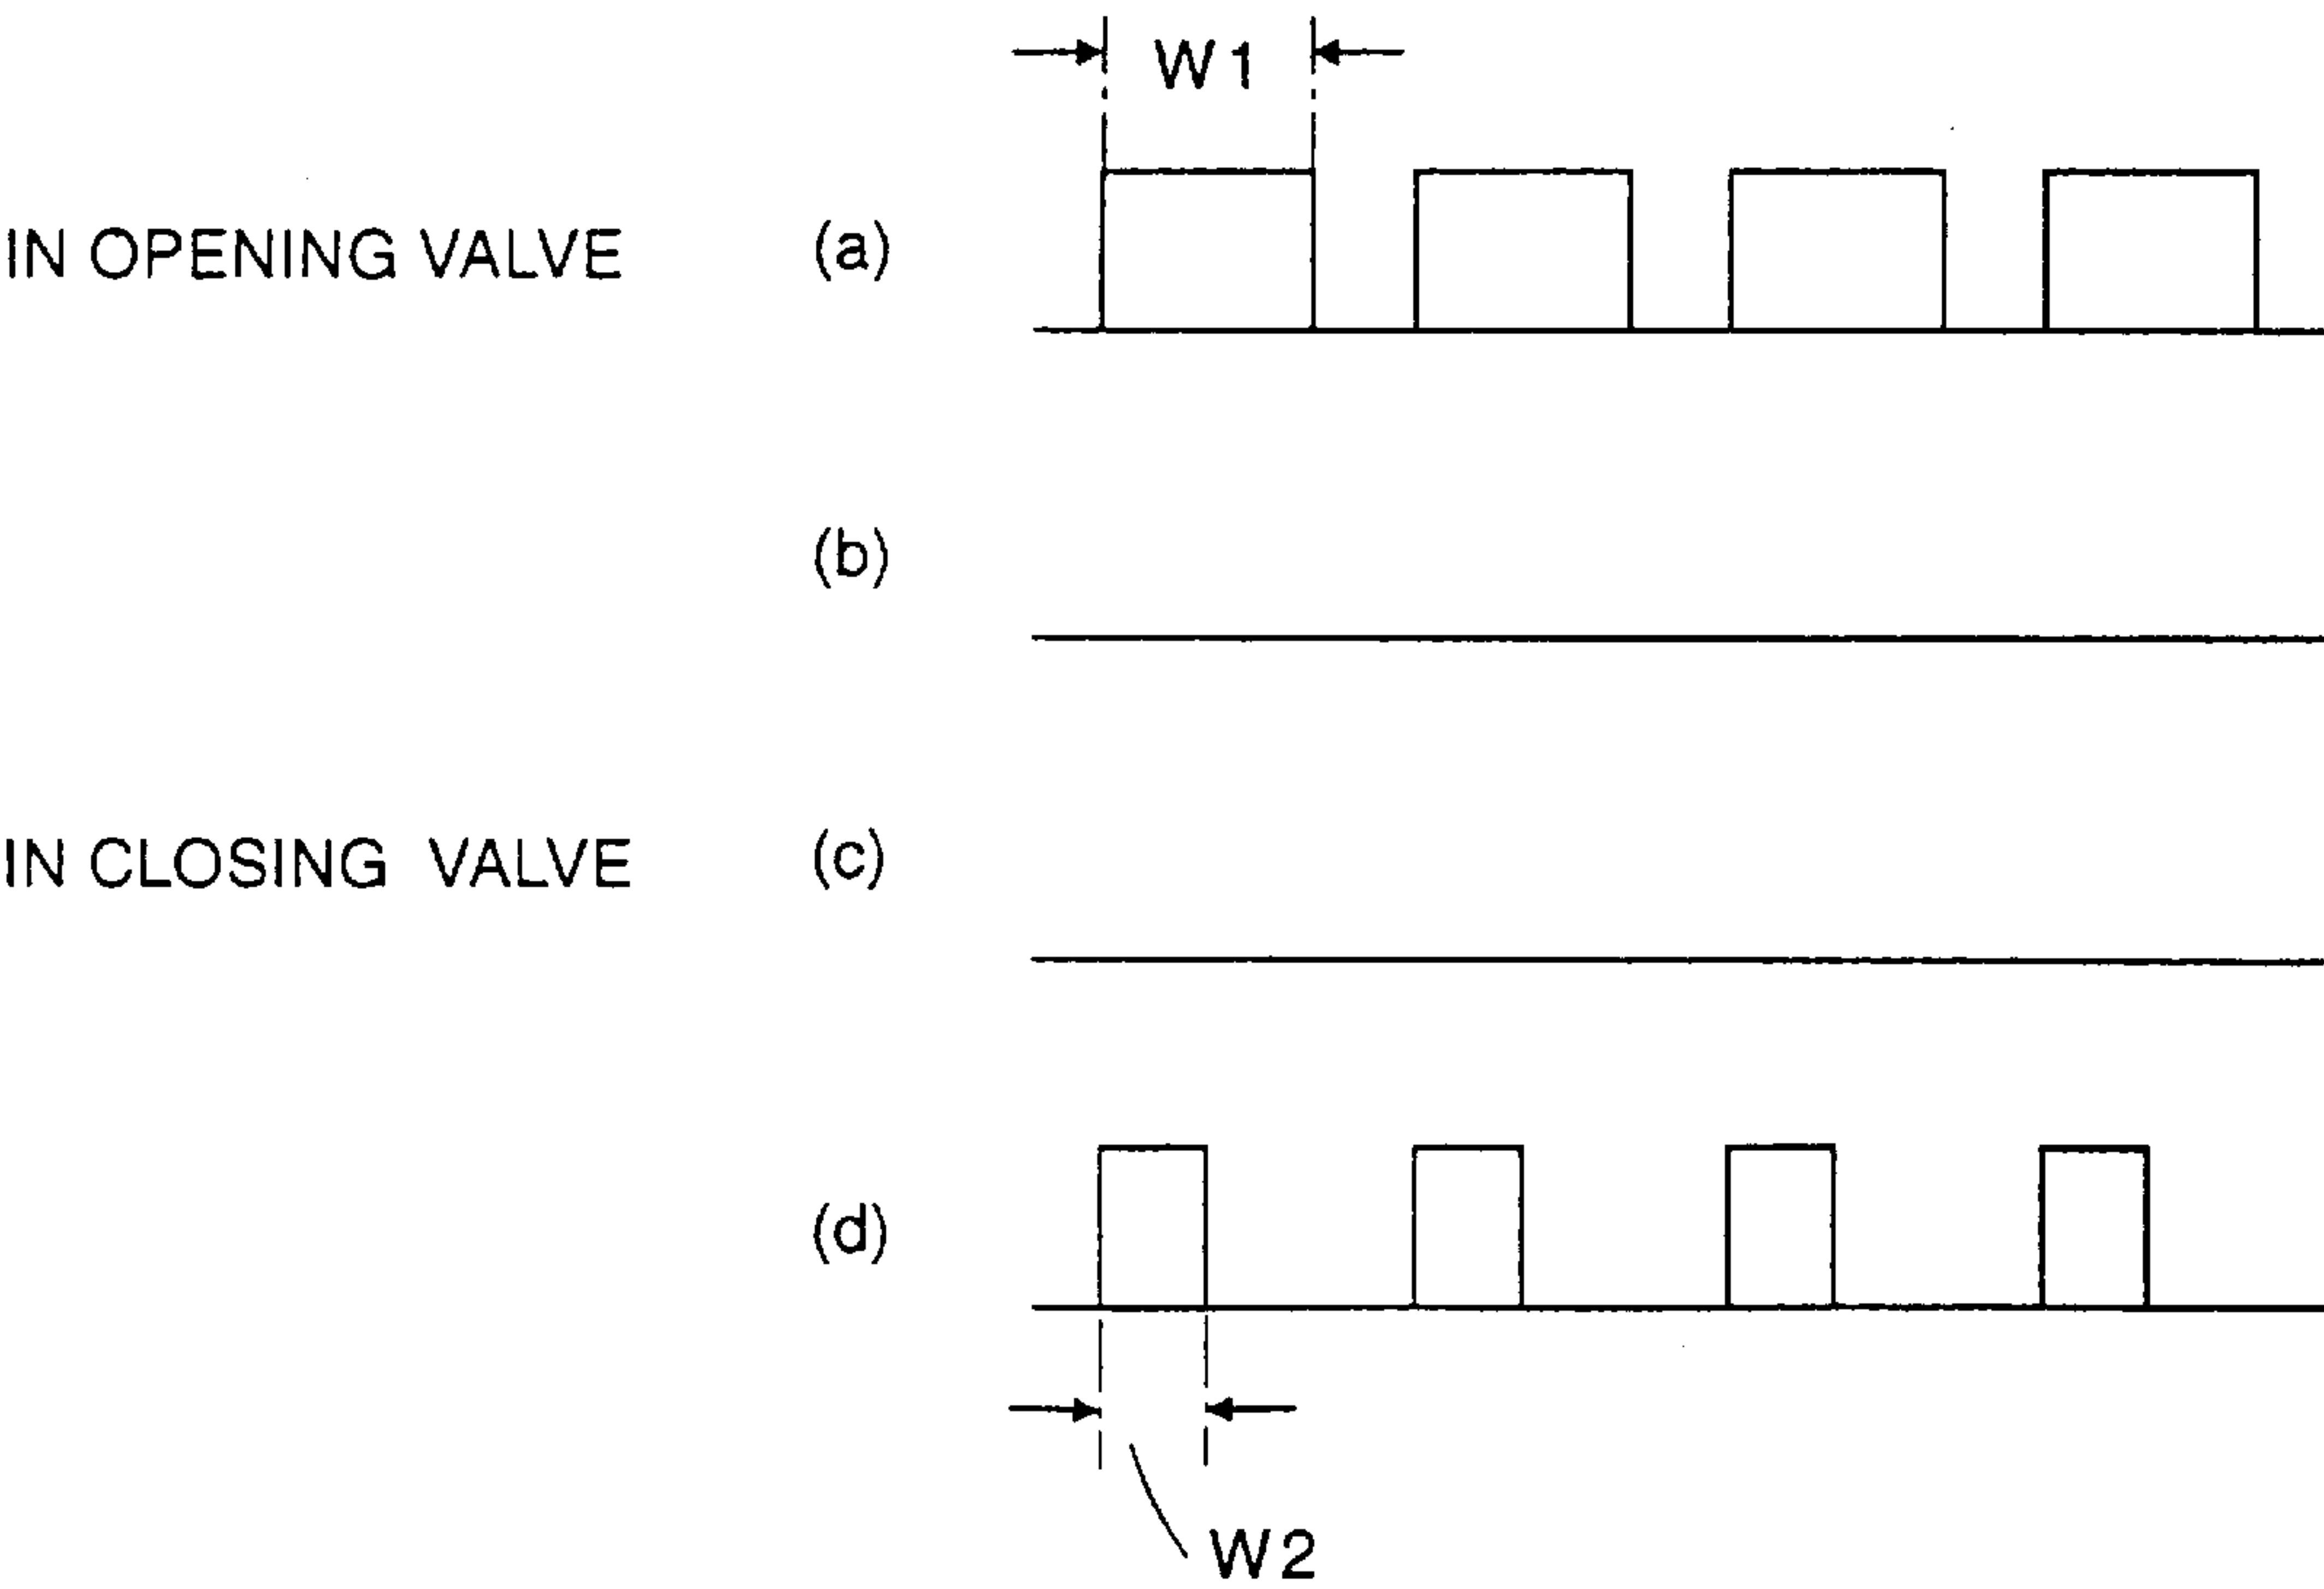 W1
IN OPENING VALVE (a)
(b)
IN CLOSING VALVE (c)
(d)
W2